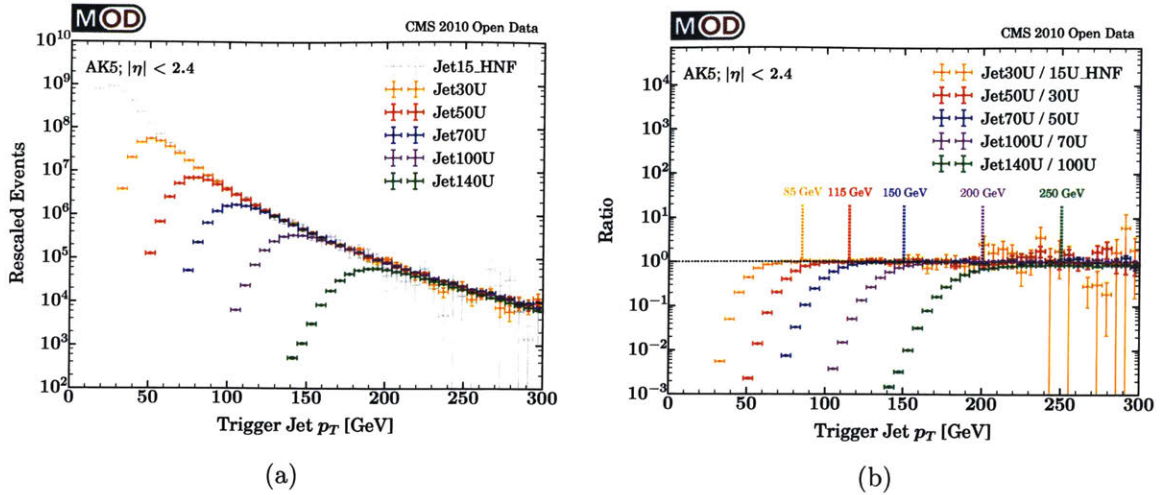 MOD
CMS 2010 Open Data
AK5; |η| < 2.4
Jet15_HNF
Jet30U
Jet50U
Jet70U
Jet100U
Jet140U
10^10
10^9
10^8
10^7
10^6
10^5
10^4
10^3
10^2
Rescaled Events
0 50 100 150 200 250 300
Trigger Jet p_T [GeV]
(a)
MOD
CMS 2010 Open Data
AK5; |η| < 2.4
Jet30U / 15U_HNF
Jet50U / 30U
Jet70U / 50U
Jet100U / 70U
Jet140U / 100U
85 GeV 115 GeV 150 GeV 200 GeV 250 GeV
10^4
10^3
10^2
10^1
10^0
10^−1
10^−2
10^−3
Ratio
0 50 100 150 200 250 300
Trigger Jet p_T [GeV]
(b)